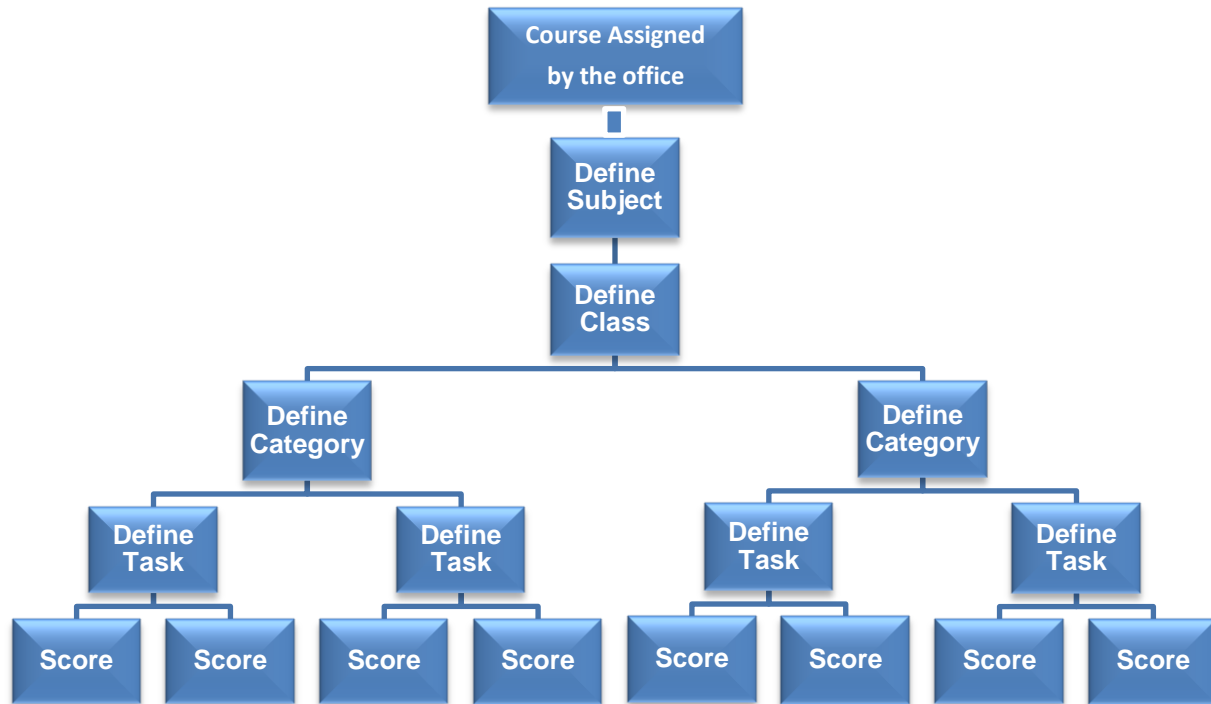 Course Assigned
by the office
Define
Subject
Define
Class
Define
Category
Define
Category
Define
Task
Define
Task
Define
Task
Define
Task
Score
Score
Score
Score
Score
Score
Score
Score